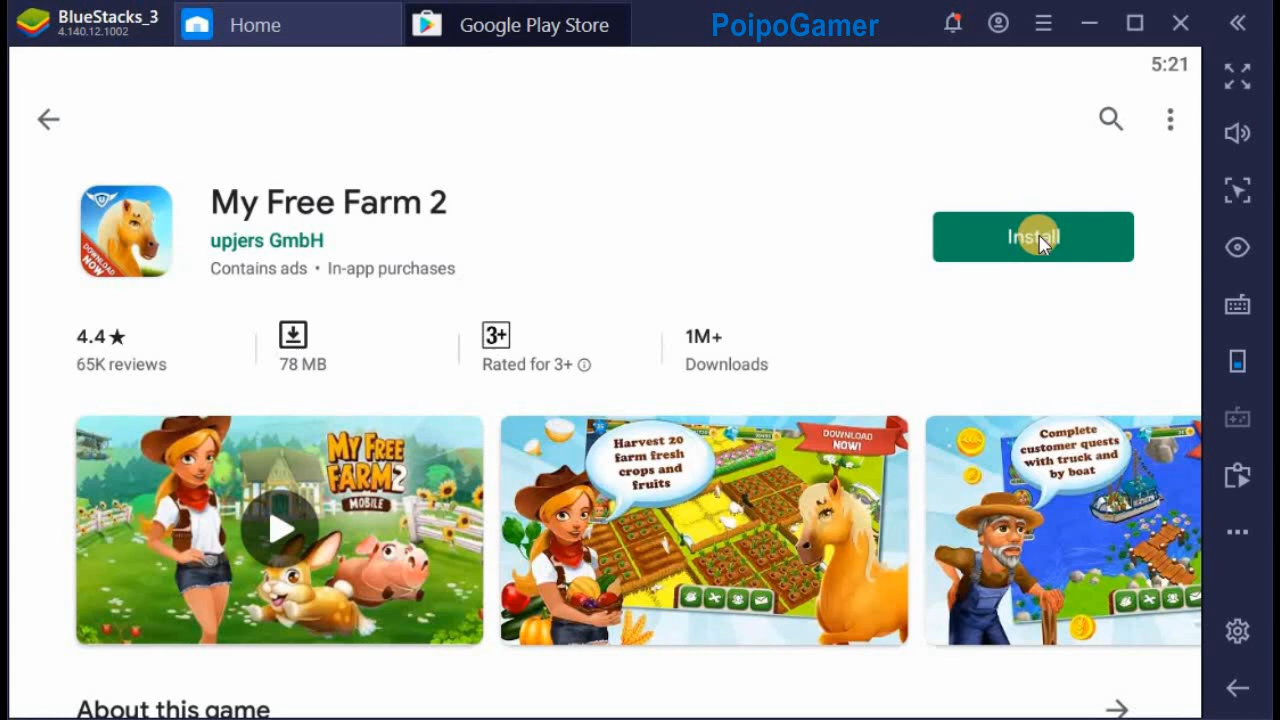 BlueStacks_3
4.140.12.1002
Home
Google Play Store
PoipoGamer
5:21
DOWNLOAD NOW
My Free Farm 2
upjers GmbH
Contains ads • In-app purchases
Install
4.4★
65K reviews
78 MB
3+
Rated for 3+
1M+
Downloads
MY FREE
FARM 2
MOBILE
Harvest 20
farm fresh
crops and
fruits
DOWNLOAD
NOW!
Complete
customer quests
with truck and
by boat
About this game